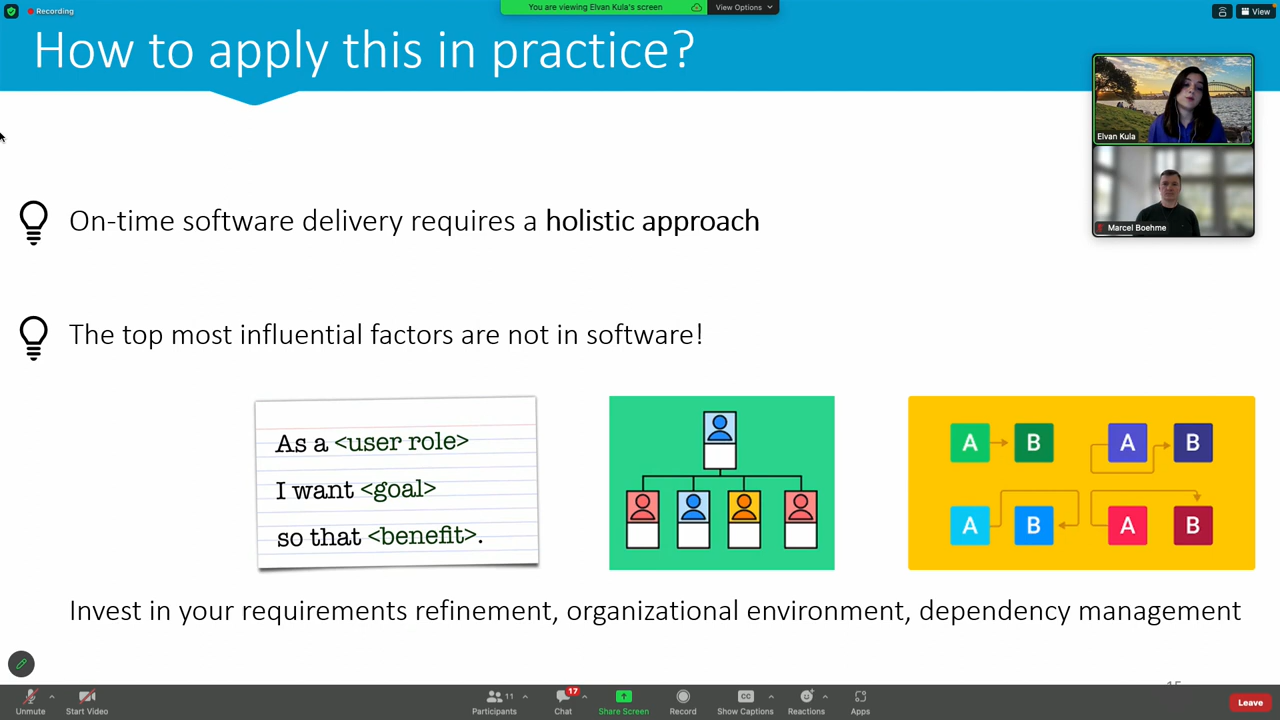 Recording
You are viewing Elvan Kula's screen
View Options
View
How to apply this in practice?
Elvan Kula
Marcel Boehme
On-time software delivery requires a holistic approach
The top most influential factors are not in software!
As a <user role>
I want <goal>
so that <benefit>.
A B A B
A B A B
Invest in your requirements refinement, organizational environment, dependency management
Unmute
Start Video
11
Participants
17
Chat
Share Screen
Record
CC
Show Captions
Reactions
Apps
Leave